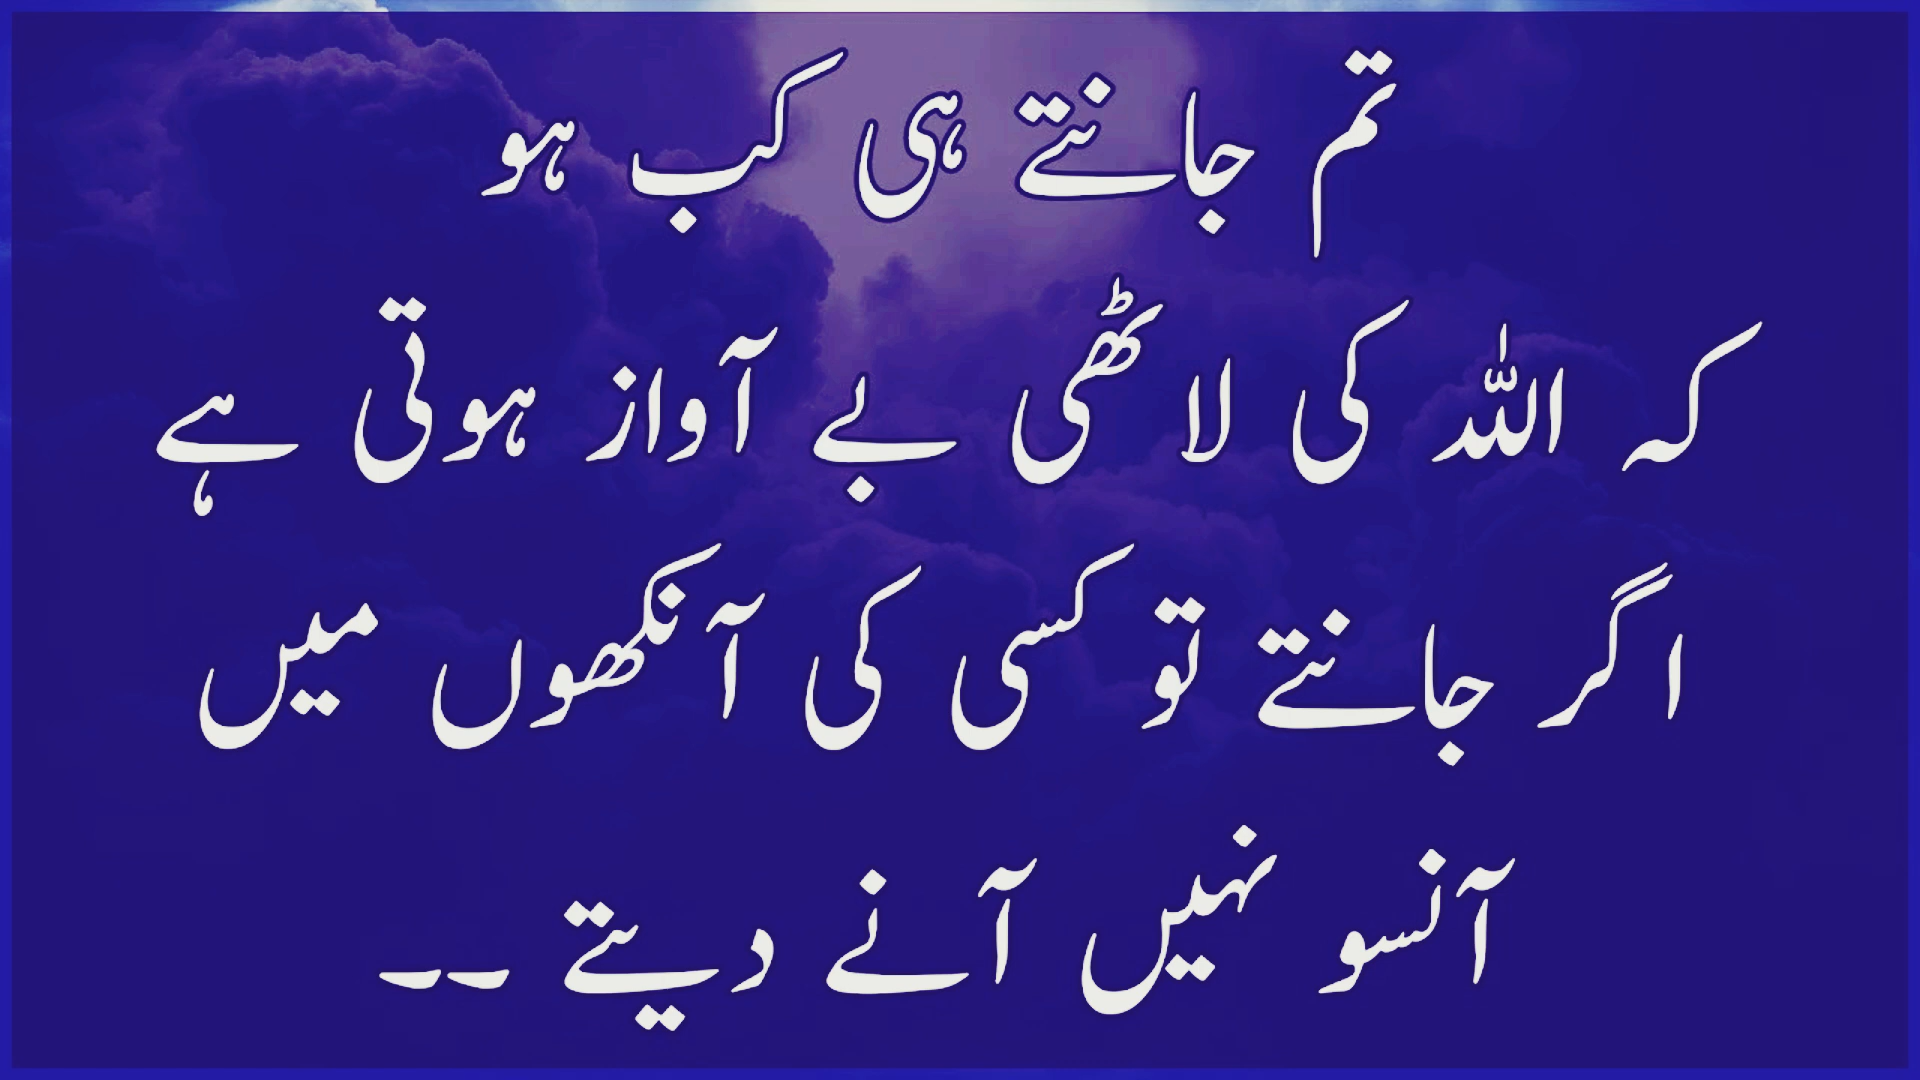 تم جانتے ہی کب ہو
کہ اللہ کی لاٹھی بے آواز ہوتی ہے
اگر جانتے تو کسی کی آنکھوں میں
آنسو نہیں آنے دیتے ۔۔